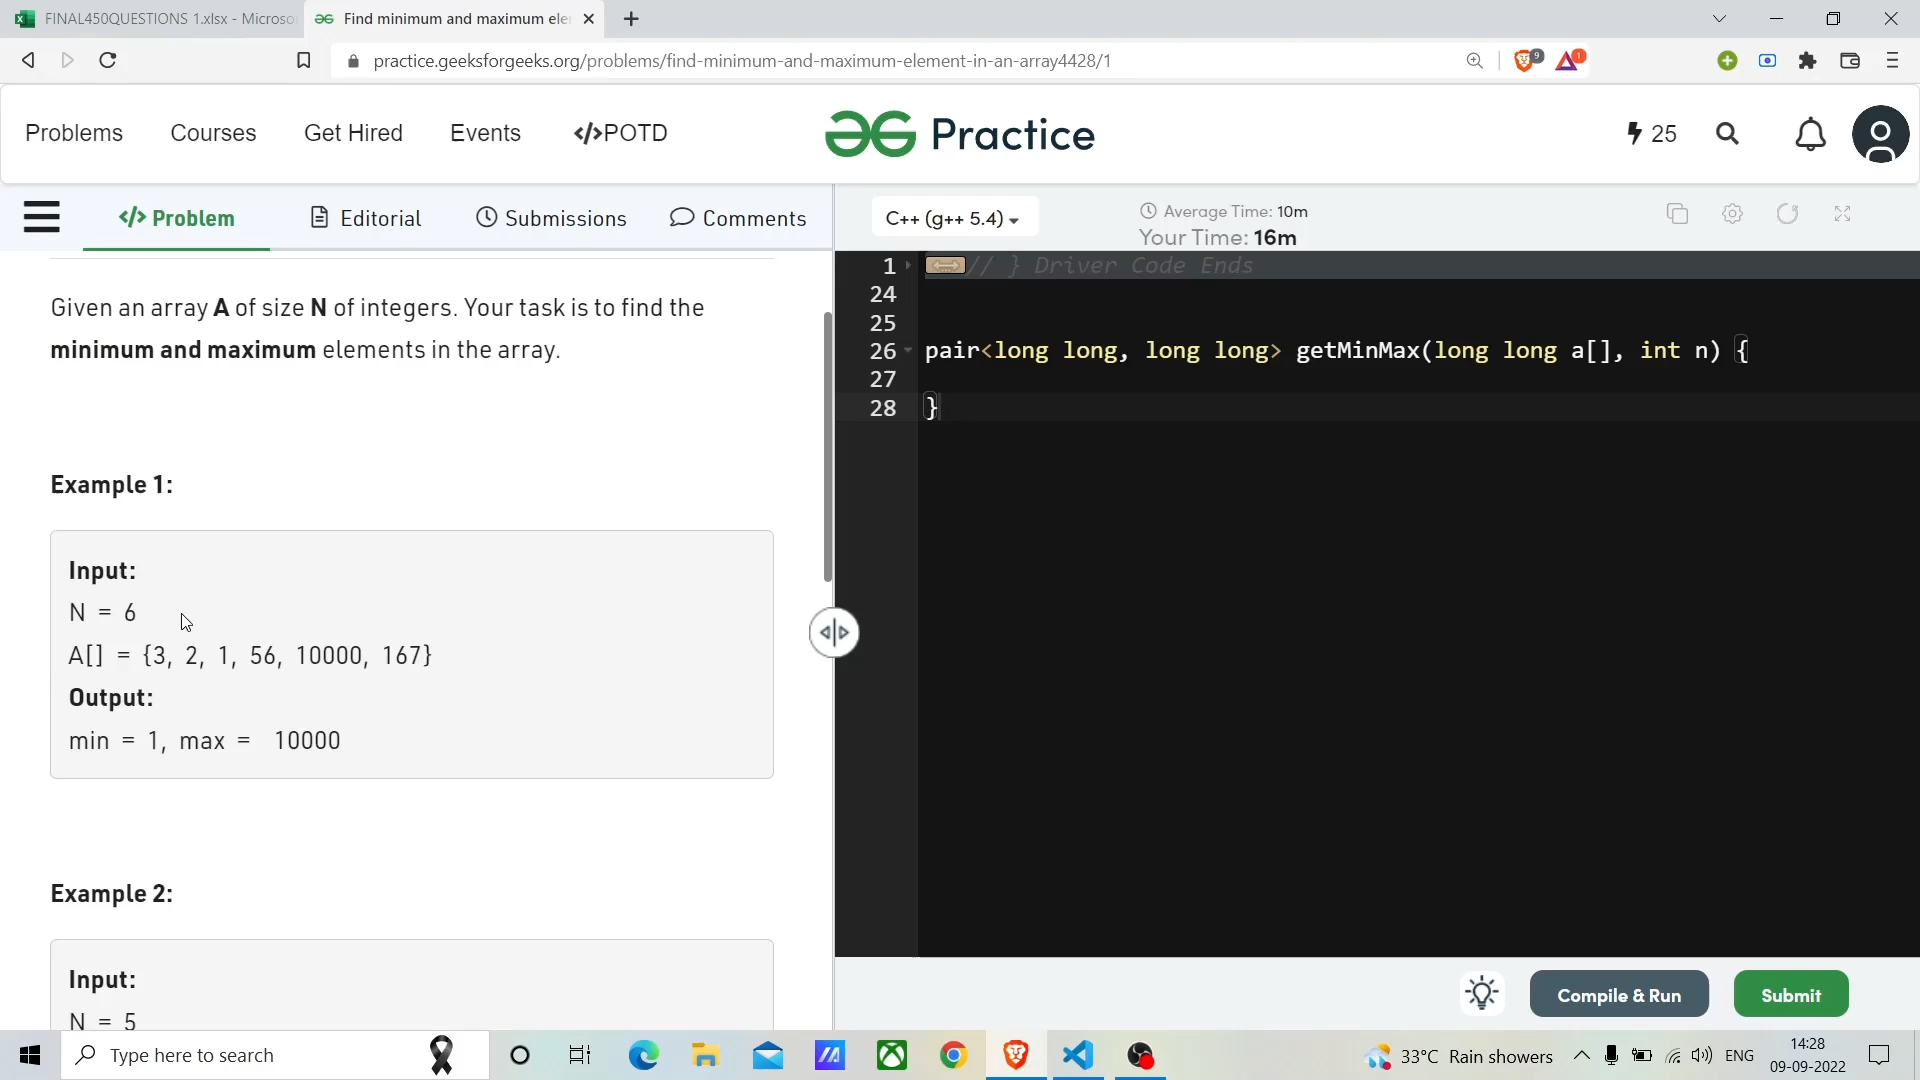 FINAL450QUESTIONS 1.xlsx - Microso
Find minimum and maximum ele
practice.geeksforgeeks.org/problems/find-minimum-and-maximum-element-in-an-array4428/1
9
1
Problems
Courses
Get Hired
Events
</>POTD
Practice
25
</> Problem
Editorial
Submissions
Comments
C++ (g++ 5.4)
Average Time: 10m
Your Time: 16m
Given an array A of size N of integers. Your task is to find the
minimum and maximum elements in the array.
Example 1:
Input:
N = 6
A[] = {3, 2, 1, 56, 10000, 167}
Output:
min = 1, max =  10000
Example 2:
Input:
N = 5
1 // } Driver Code Ends
24
25
26 pair<long long, long long> getMinMax(long long a[], int n) {
27
28 }
Compile & Run
Submit
Type here to search
33°C Rain showers
ENG
14:28
09-09-2022